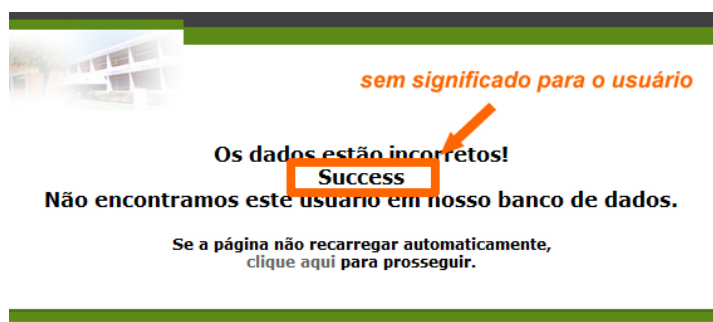 sem significado para o usuário
Os dados estão incorretos!
Success
Não encontramos este usuário em nosso banco de dados.
Se a página não recarregar automaticamente,
clique aqui para prosseguir.